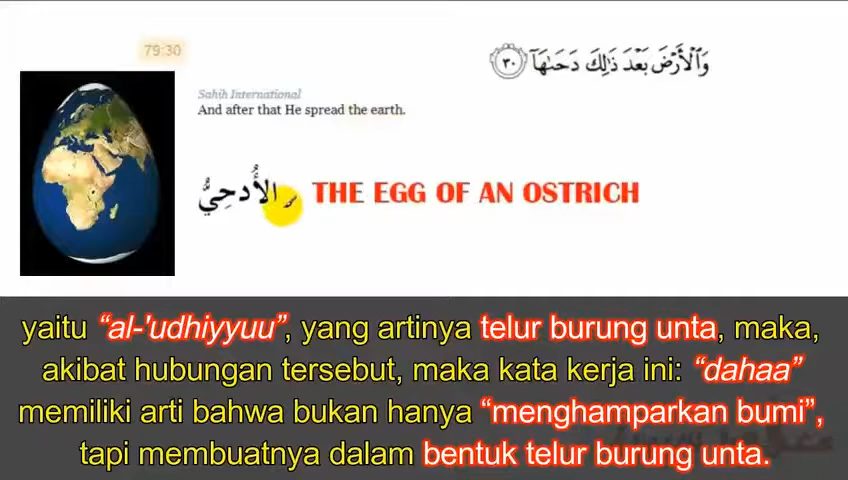 79:30
وَٱلْأَرْضَ بَعْدَ ذَٰلِكَ دَحَىٰهَآ ٣٠
Sahih International
And after that He spread the earth.
الأُدحِيُّ THE EGG OF AN OSTRICH
yaitu “al-'udhiyyuu”, yang artinya telur burung unta, maka,
akibat hubungan tersebut, maka kata kerja ini: “dahaa”
memiliki arti bahwa bukan hanya “menghamparkan bumi”,
tapi membuatnya dalam bentuk telur burung unta.